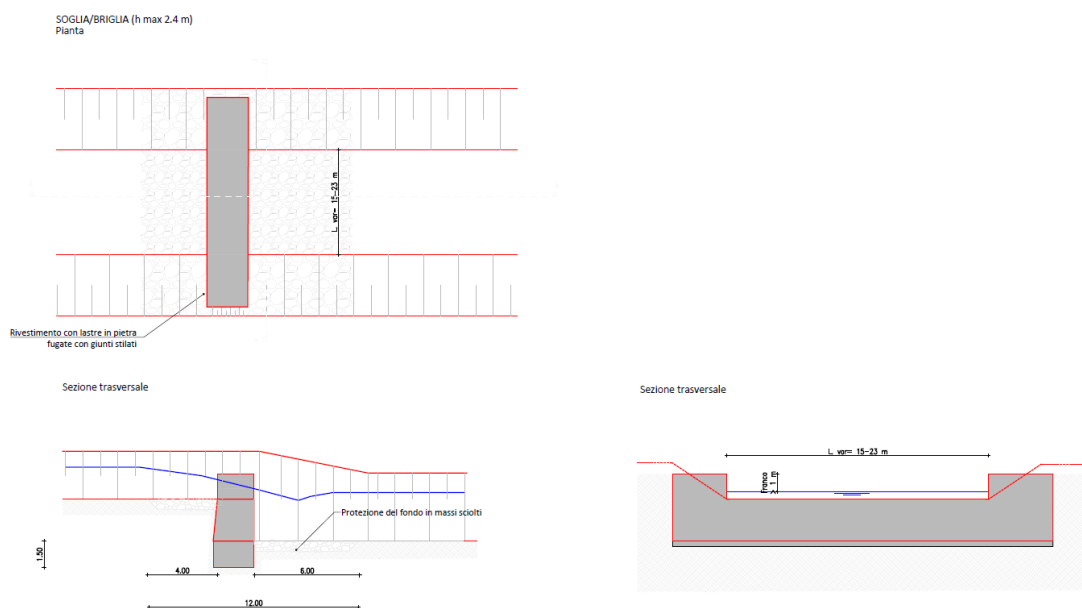 SOGLIA/BRIGLIA (h max 2.4 m)
Pianta
L var= 15-23 m
Rivestimento con lastre in pietra
fugate con giunti stilati
Sezione trasversale
Protezione del fondo in massi sciolti
1.50
4.00
6.00
12.00
Sezione trasversale
L var= 15-23 m
Franco
> 1 m